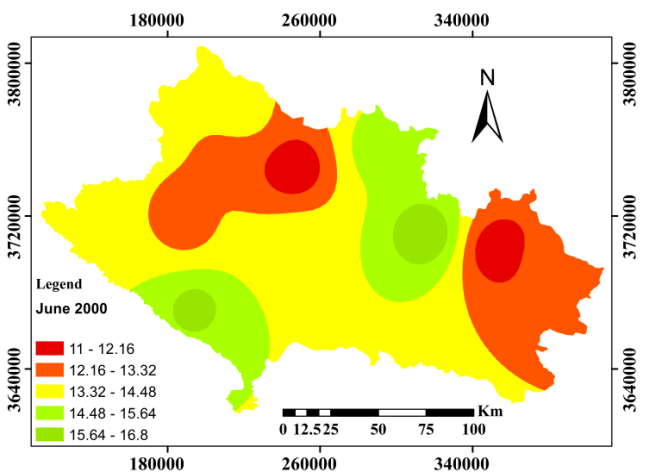 180000 260000 340000
3800000 3800000
N
3720000 3720000
Legend
June 2000
11 - 12.16
12.16 - 13.32
13.32 - 14.48
14.48 - 15.64
15.64 - 16.8
3640000 3640000
Km
0 12.5 25 50 75 100
180000 260000 340000